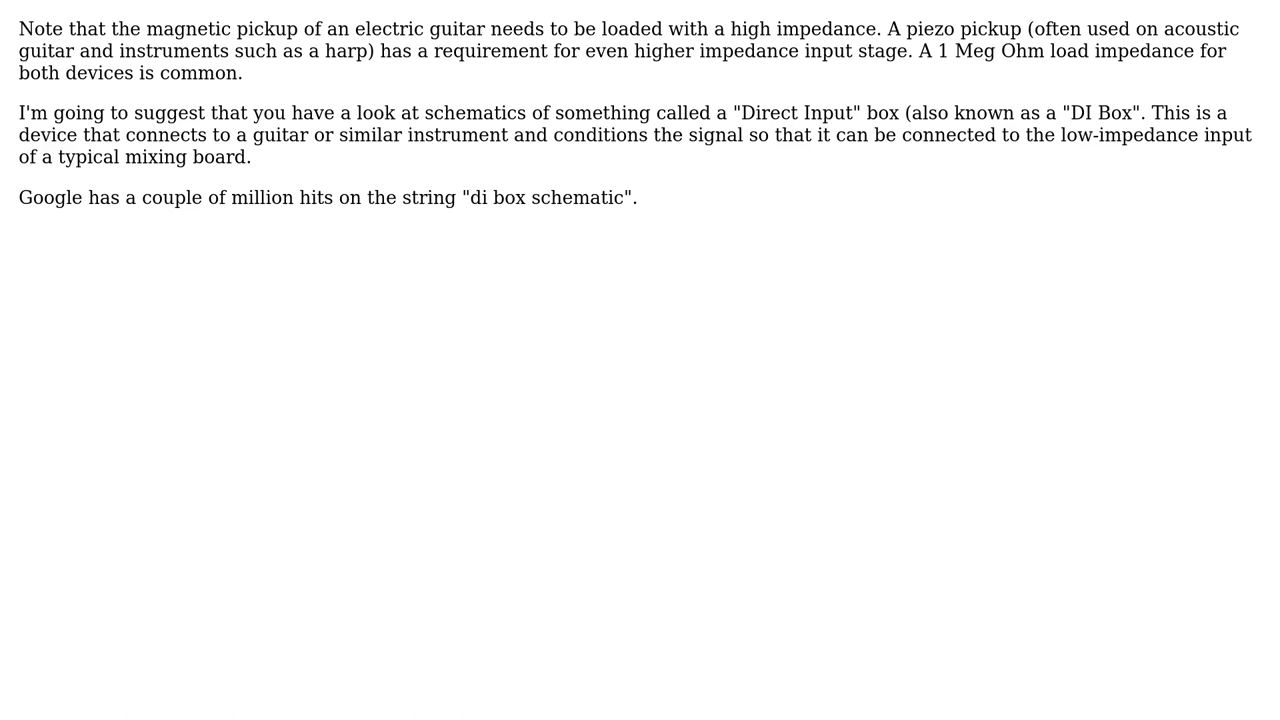 Note that the magnetic pickup of an electric guitar needs to be loaded with a high impedance. A piezo pickup (often used on acoustic
guitar and instruments such as a harp) has a requirement for even higher impedance input stage. A 1 Meg Ohm load impedance for
both devices is common.
I'm going to suggest that you have a look at schematics of something called a "Direct Input" box (also known as a "DI Box". This is a
device that connects to a guitar or similar instrument and conditions the signal so that it can be connected to the low-impedance input
of a typical mixing board.
Google has a couple of million hits on the string "di box schematic".